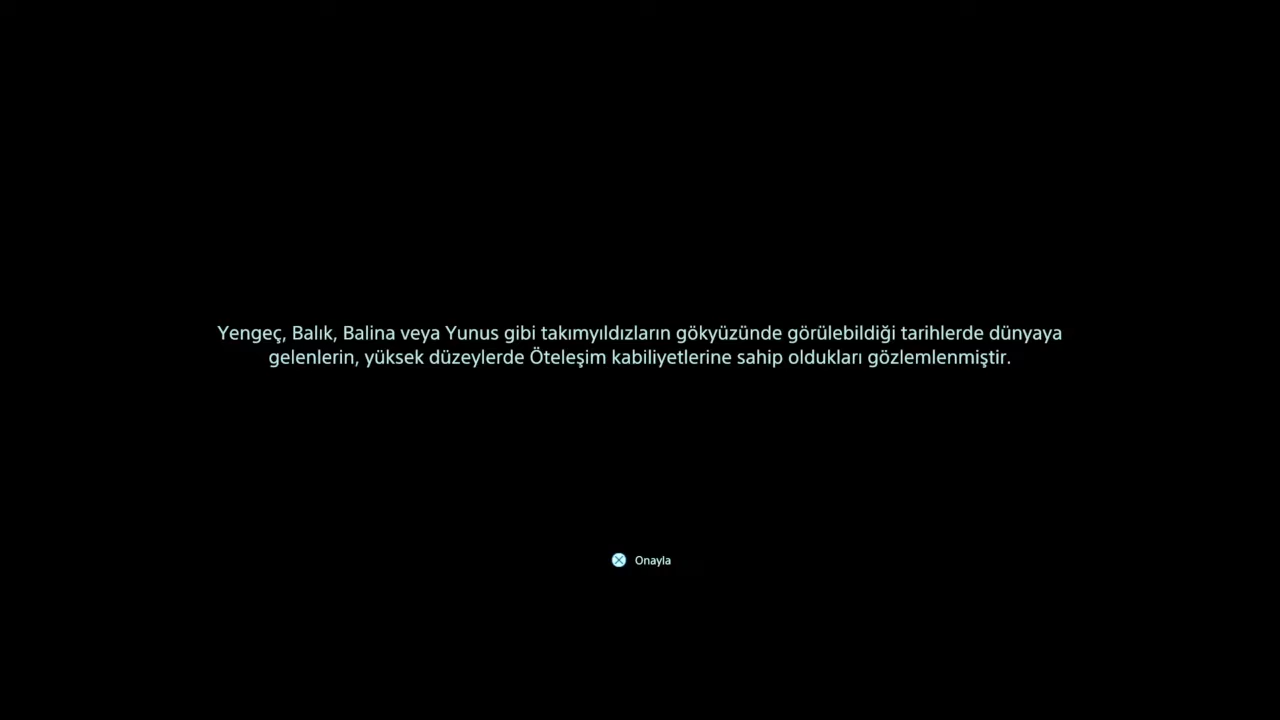 Yengeç, Balık, Balina veya Yunus gibi takımyıldızların gökyüzünde görülebildiği tarihlerde dünyaya
gelenlerin, yüksek düzeylerde Öteleşim kabiliyetlerine sahip oldukları gözlemlenmiştir.
Onayla